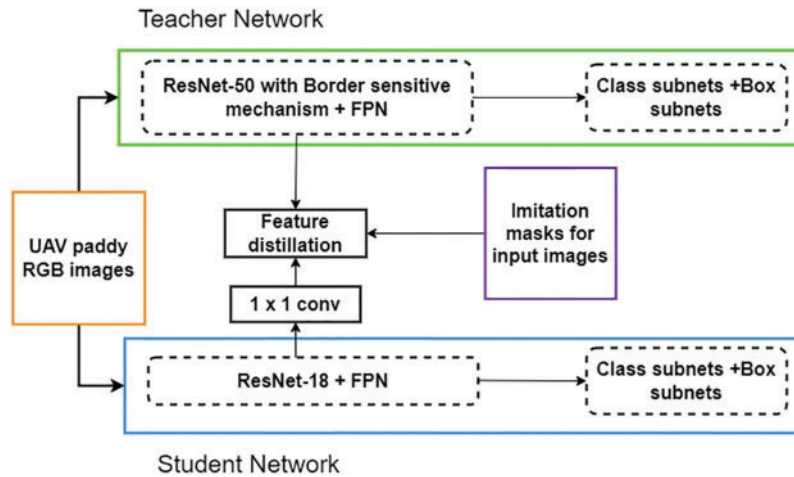 Teacher Network
ResNet-50 with Border sensitive
mechanism + FPN
Class subnets +Box
subnets
UAV paddy
RGB images
Feature
distillation
Imitation
masks for
input images
1 x 1 conv
ResNet-18 + FPN
Class subnets +Box
subnets
Student Network